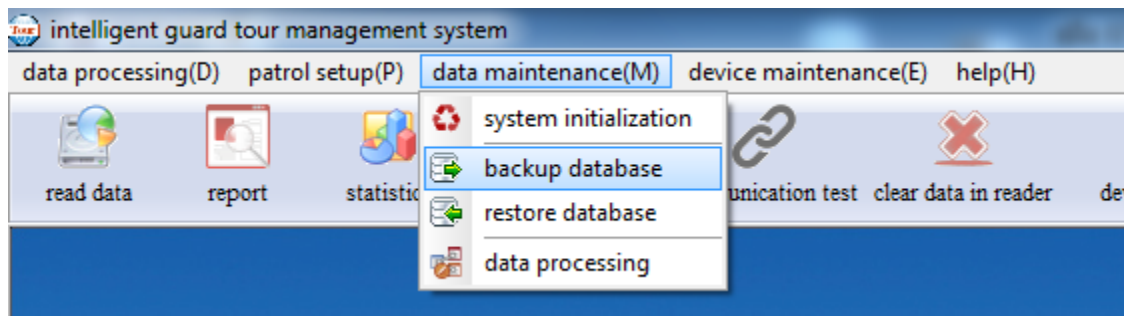 intelligent guard tour management system
data processing(D) patrol setup(P) data maintenance(M) device maintenance(E) help(H)
system initialization
backup database
restore database
data processing
read data report test clear data in reader